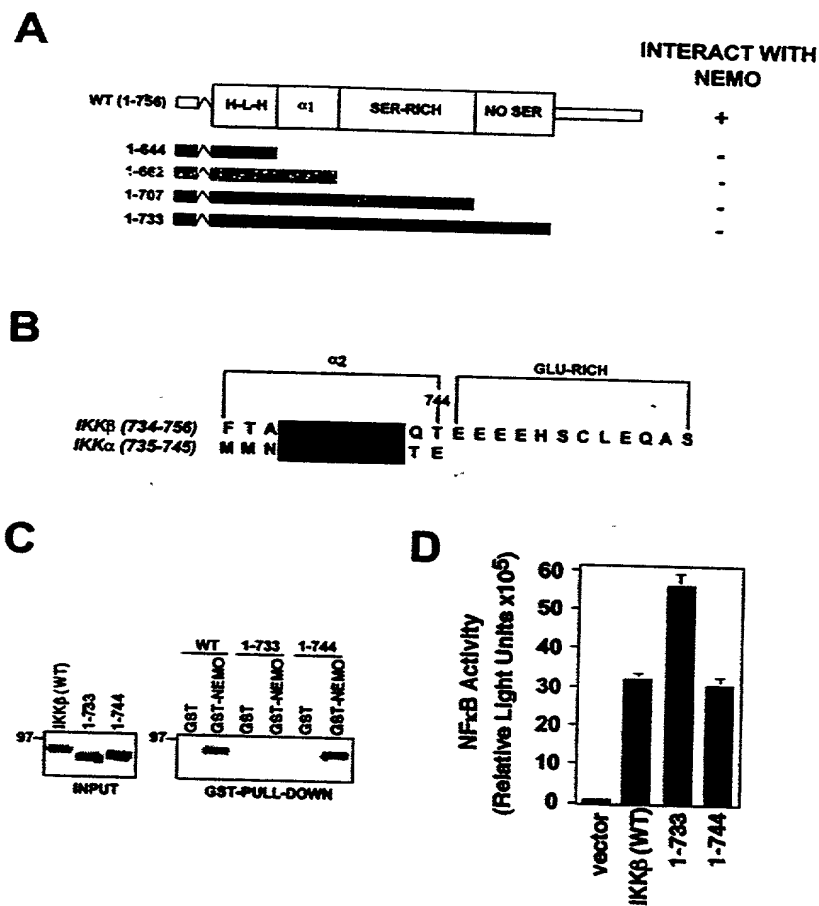 A
INTERACT WITH
NEMO
WT (1-756)
H-L-H
α1
SER-RICH
NO SER
+
1-644
-
1-662
-
1-707
-
1-733
-
B
α2
GLU-RICH
744
IKKβ (734-756)
F T A
Q T E E E E H S C L E Q A S
IKKα (735-745)
M M N
T E
C
IKKβ (WT)
1-733
1-744
97
INPUT
WT
1-733
1-744
GST
GST-NEMO
GST
GST-NEMO
GST
GST-NEMO
97
GST-PULL-DOWN
D
NFκB Activity
(Relative Light Units x10⁵)
60
50
40
30
20
10
0
vector
IKKβ (WT)
1-733
1-744